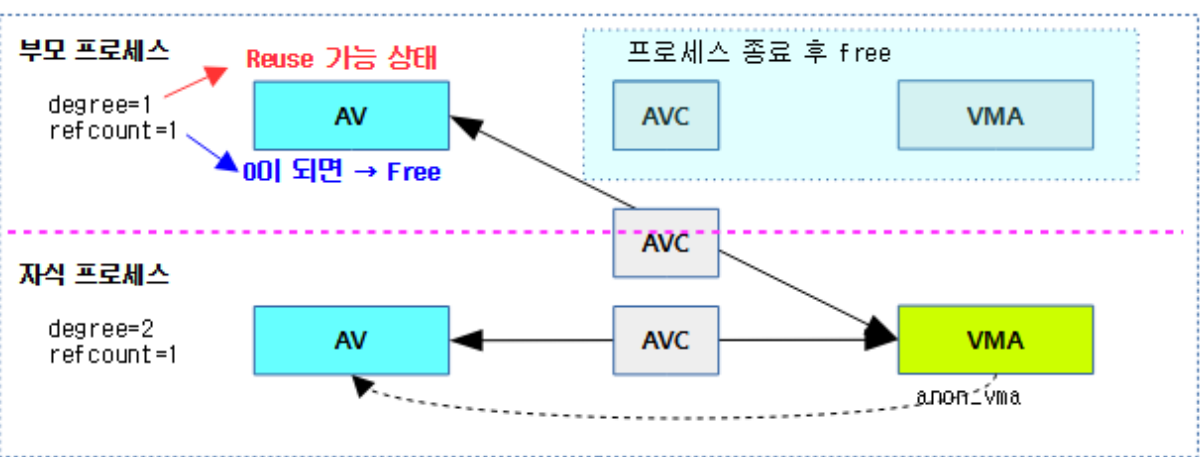 부모 프로세스
Reuse 가능 상태
프로세스 종료 후 free
degree=1
refcount=1
AV
AVC
VMA
0이 되면 → Free
AVC
자식 프로세스
degree=2
refcount=1
AV
AVC
VMA
anon_vma